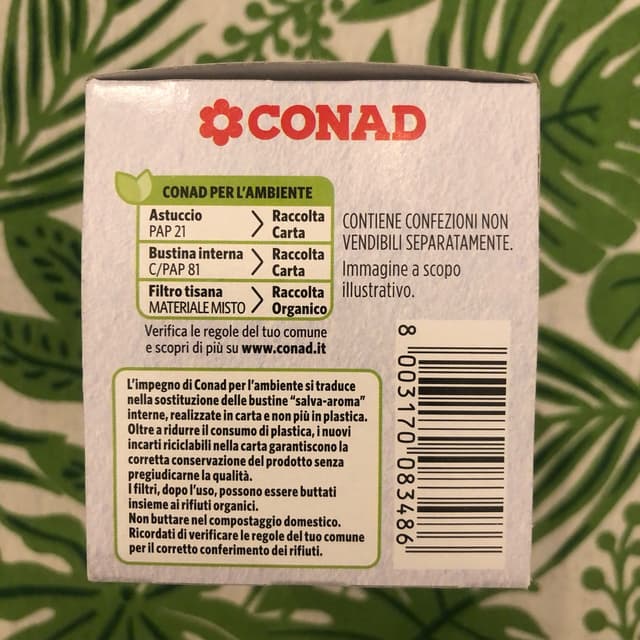 CONAD
CONAD PER L'AMBIENTE
Astuccio
PAP 21
Raccolta
Carta
Bustina interna
C/PAP 81
Raccolta
Carta
Filtro tisana
MATERIALE MISTO
Raccolta
Organico
Verifica le regole del tuo comune
e scopri di più su www.conad.it
CONTIENE CONFEZIONI NON
VENDIBILI SEPARATAMENTE.
Immagine a scopo
illustrativo.
L'impegno di Conad per l'ambiente si traduce
nella sostituzione delle bustine "salva-aroma"
interne, realizzate in carta e non più in plastica.
Oltre a ridurre il consumo di plastica, i nuovi
incarti riciclabili nella carta garantiscono la
corretta conservazione del prodotto senza
pregiudicarne la qualità.
I filtri, dopo l'uso, possono essere buttati
insieme ai rifiuti organici.
Non buttare nel compostaggio domestico.
Ricordati di verificare le regole del tuo comune
per il corretto conferimento dei rifiuti.
8 003170 083486